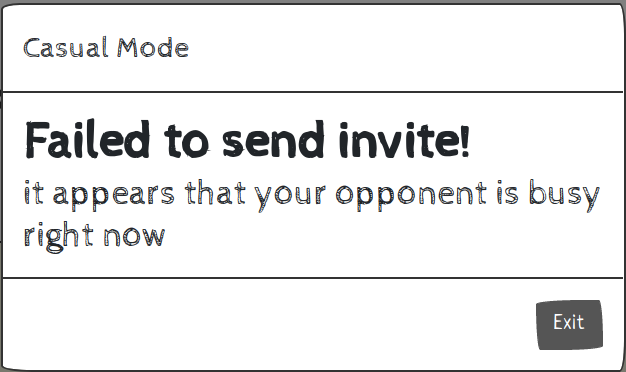 Casual Mode
Failed to send invite!
it appears that your opponent is busy
right now
Exit